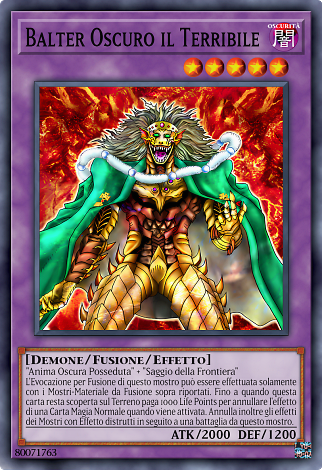 Balter Oscuro il Terribile
OSCURITÀ
闇
[Demone/Fusione/Effetto]
"Anima Oscura Posseduta" + "Saggio della Frontiera"
L'Evocazione per Fusione di questo mostro può essere effettuata solamente
con i Mostri-Materiale da Fusione sopra riportati. Fino a quando questa
carta resta scoperta sul Terreno paga 1000 Life Points per annullare l'effetto
di una Carta Magia Normale quando viene attivata. Annulla inoltre gli effetti
dei Mostri con Effetto distrutti in seguito a una battaglia da questo mostro.
ATK/2000 DEF/1200
80071763